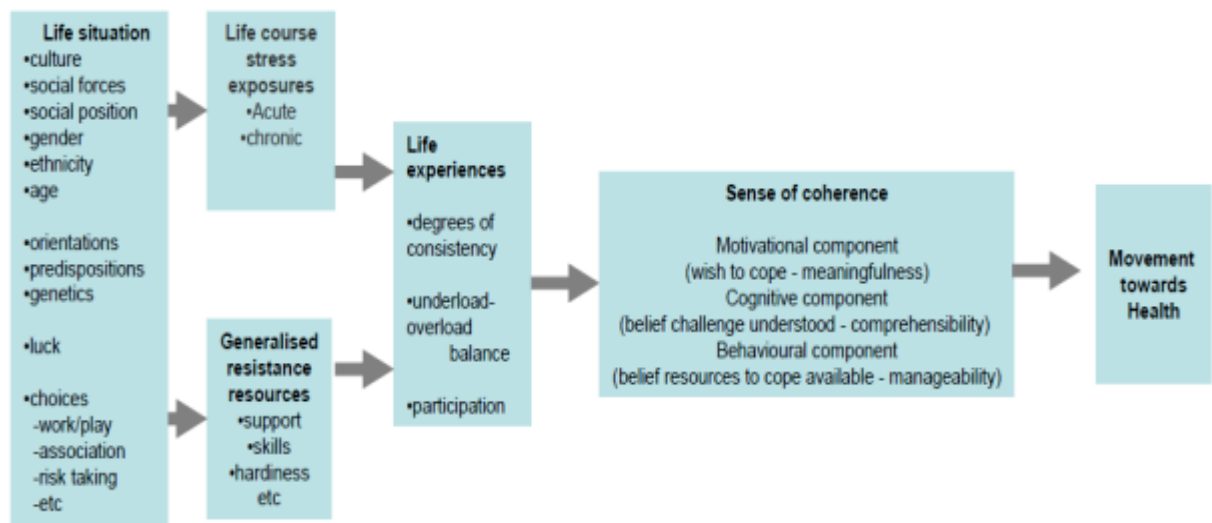 Life situation
•culture
•social forces
•social position
•gender
•ethnicity
•age
•orientations
•predispositions
•genetics
•luck
•choices
-work/play
-association
-risk taking
-etc
Life course
stress
exposures
•Acute
•chronic
Generalised
resistance
resources
•support
•skills
•hardiness
etc
Life
experiences
•degrees of
consistency
•underload-
overload
balance
•participation
Sense of coherence
Motivational component
(wish to cope - meaningfulness)
Cognitive component
(belief challenge understood - comprehensibility)
Behavioural component
(belief resources to cope available - manageability)
Movement
towards
Health